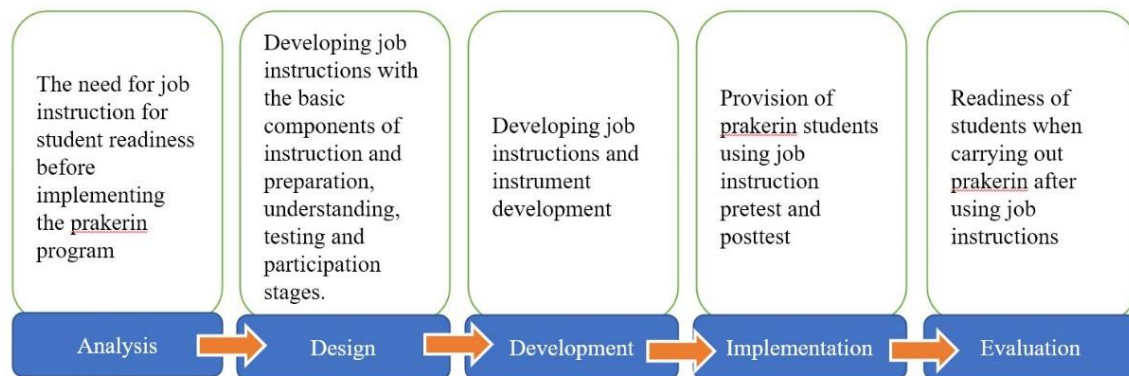 The need for job
instruction for
student readiness
before
implementing
the prakerin
program
Analysis
Developing job
instructions with
the basic
components of
instruction and
preparation,
understanding,
testing and
participation
stages.
Design
Developing job
instructions and
instrument
development
Development
Provision of
prakerin students
using job
instruction
pretest and
posttest
Implementation
Readiness of
students when
carrying out
prakerin after
using job
instructions
Evaluation